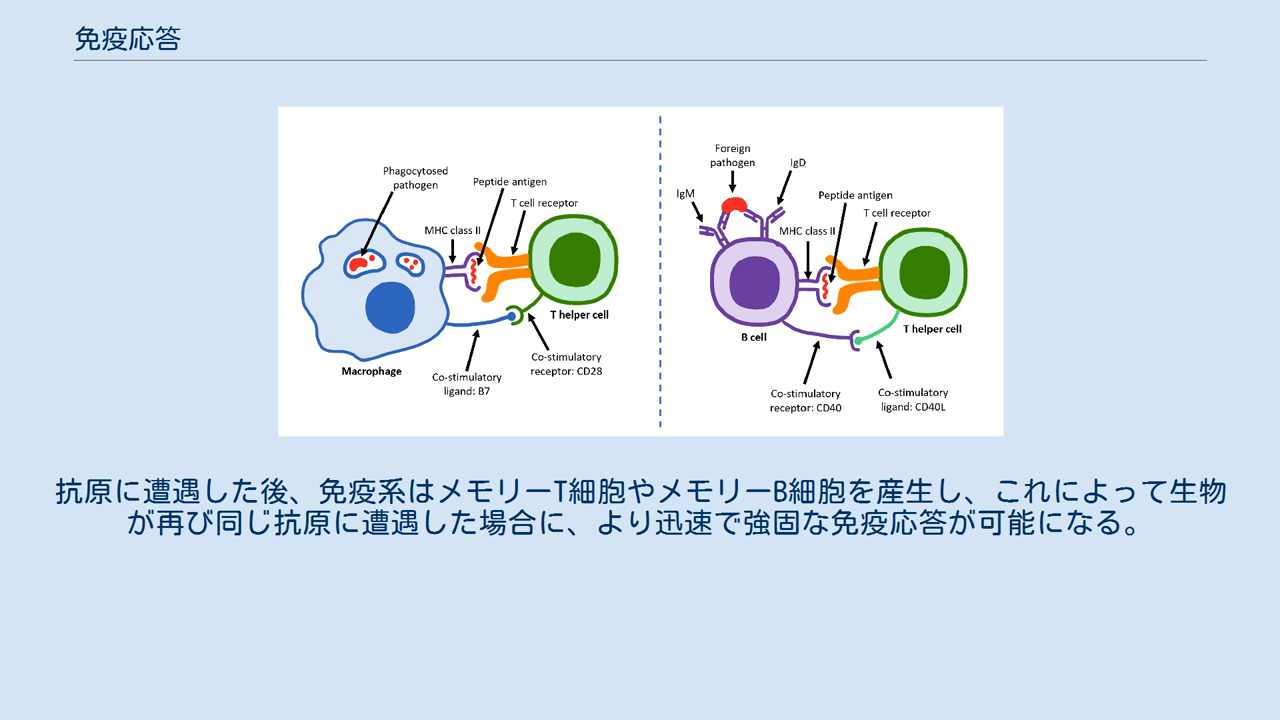 免疫応答
Phagocytosed
pathogen
Peptide antigen
T cell receptor
MHC class II
T helper cell
Macrophage
Co-stimulatory
ligand: B7
Co-stimulatory
receptor: CD28
Foreign
pathogen
IgD
IgM
Peptide antigen
T cell receptor
MHC class II
B cell
T helper cell
Co-stimulatory
receptor: CD40
Co-stimulatory
ligand: CD40L
抗原に遭遇した後、免疫系はメモリーT細胞やメモリーB細胞を産生し、これによって生物
が再び同じ抗原に遭遇した場合に、より迅速で強固な免疫応答が可能になる。